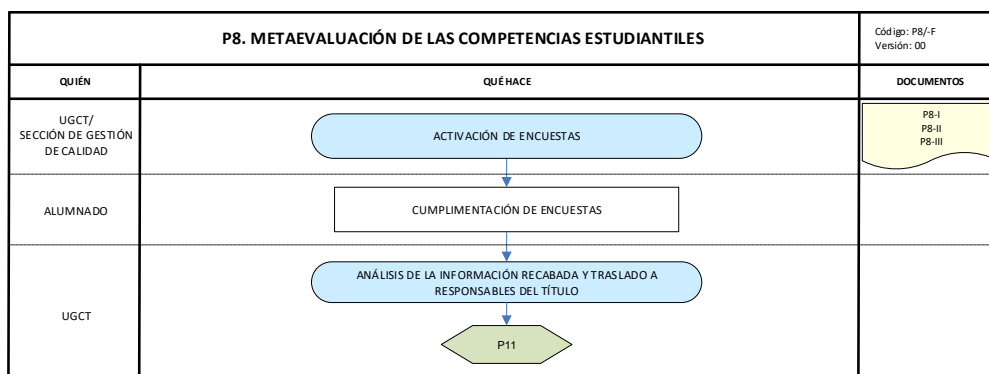 P8. METAEVALUACIÓN DE LAS COMPETENCIAS ESTUDIANTILES
Código: P8/-F
Versión: 00
QUIÉN
QUÉ HACE
DOCUMENTOS
UGCT/
SECCIÓN DE GESTIÓN
DE CALIDAD
ACTIVACIÓN DE ENCUESTAS
P8-I
P8-II
P8-III
ALUMNADO
CUMPLIMENTACIÓN DE ENCUESTAS
UGCT
ANÁLISIS DE LA INFORMACIÓN RECABADA Y TRASLADO A
RESPONSABLES DEL TÍTULO
P11